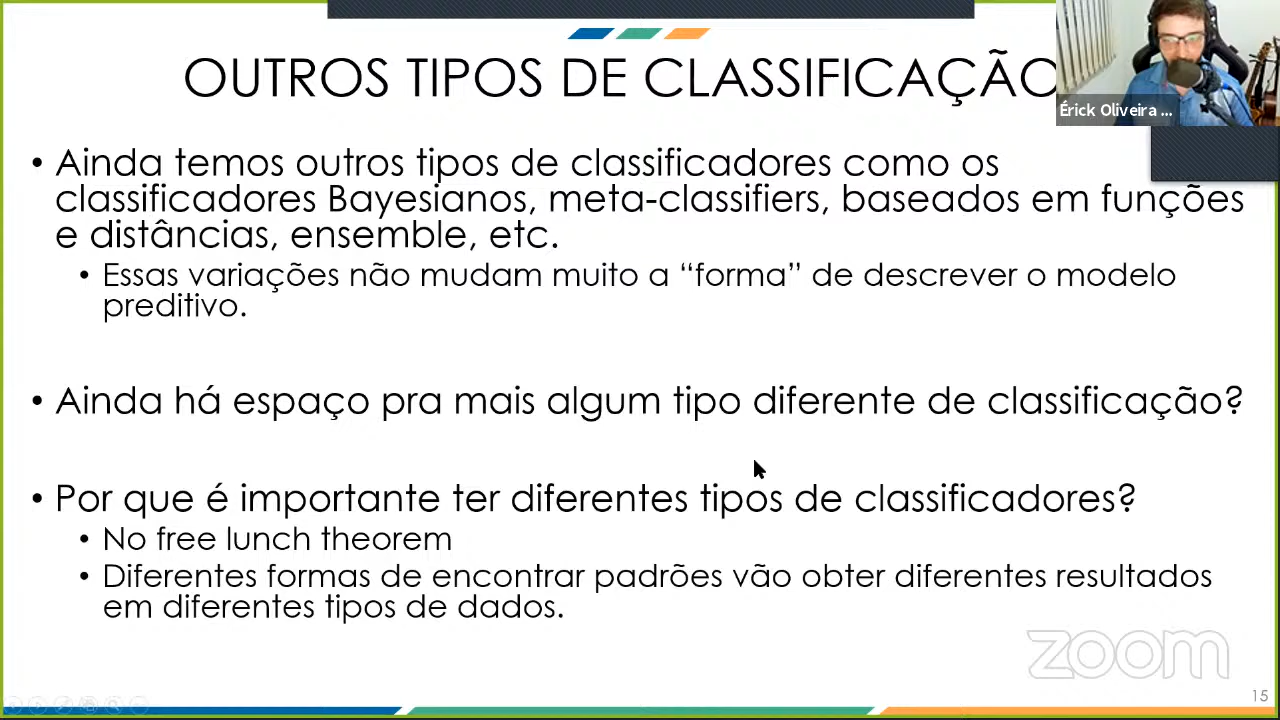 OUTROS TIPOS DE CLASSIFICAÇÃO
Érick Oliveira ...
• Ainda temos outros tipos de classificadores como os
classificadores Bayesianos, meta-classifiers, baseados em funções
e distâncias, ensemble, etc.
• Essas variações não mudam muito a “forma” de descrever o modelo
preditivo.
• Ainda há espaço pra mais algum tipo diferente de classificação?
• Por que é importante ter diferentes tipos de classificadores?
• No free lunch theorem
• Diferentes formas de encontrar padrões vão obter diferentes resultados
em diferentes tipos de dados.
zoom
15